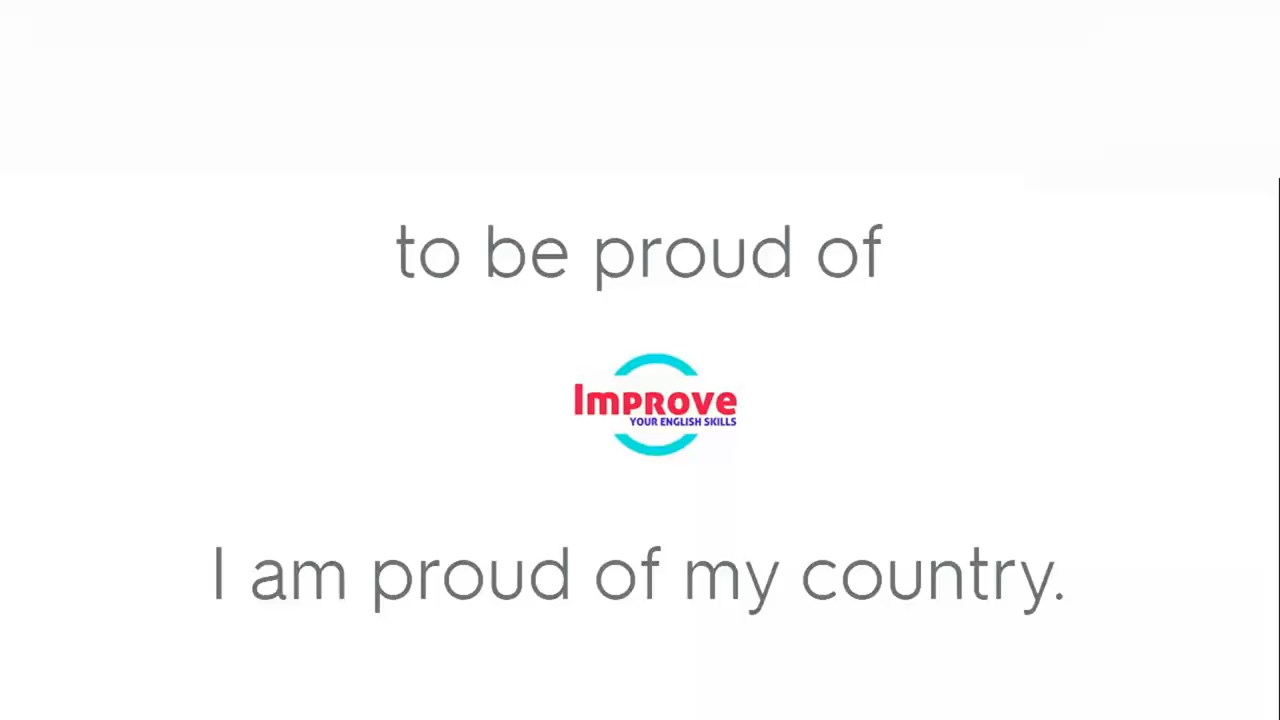 to be proud of
Improve
YOUR ENGLISH SKILLS
I am proud of my country.